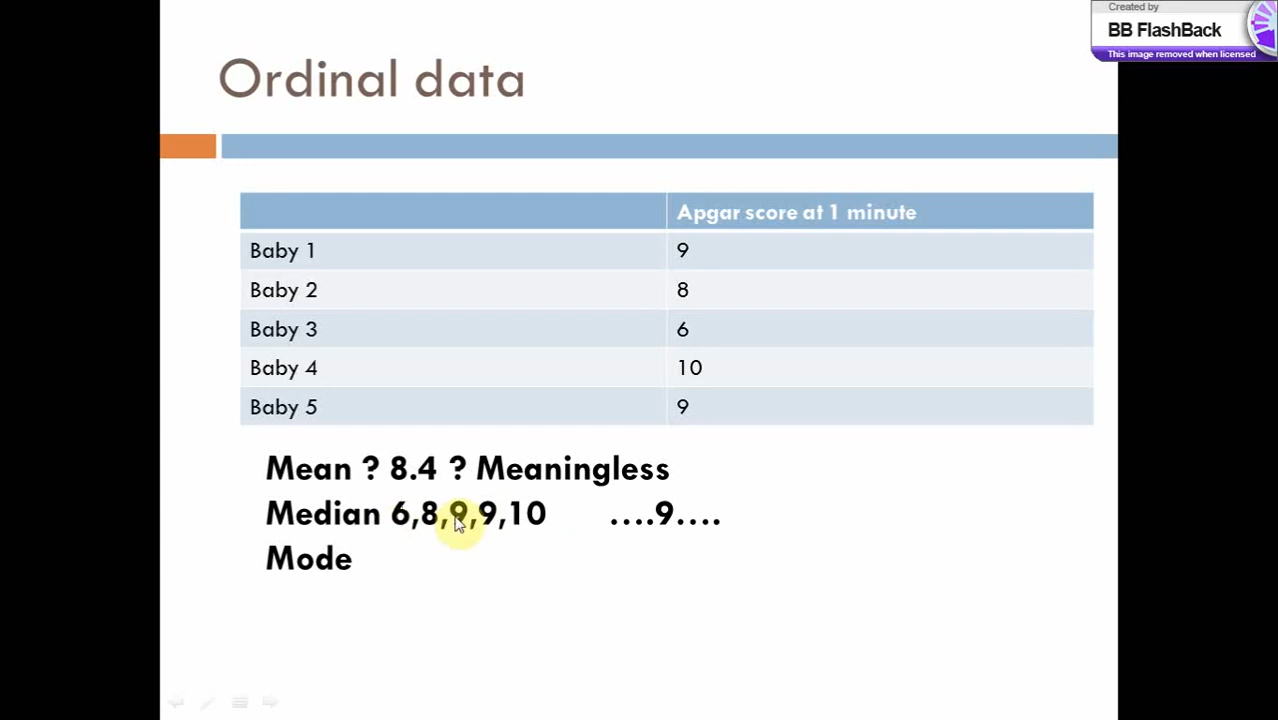 Created by
BB FlashBack
This image removed when licensed
Ordinal data
Apgar score at 1 minute
Baby 1 9
Baby 2 8
Baby 3 6
Baby 4 10
Baby 5 9
Mean ? 8.4 ? Meaningless
Median 6,8,9,9,10 ....9....
Mode